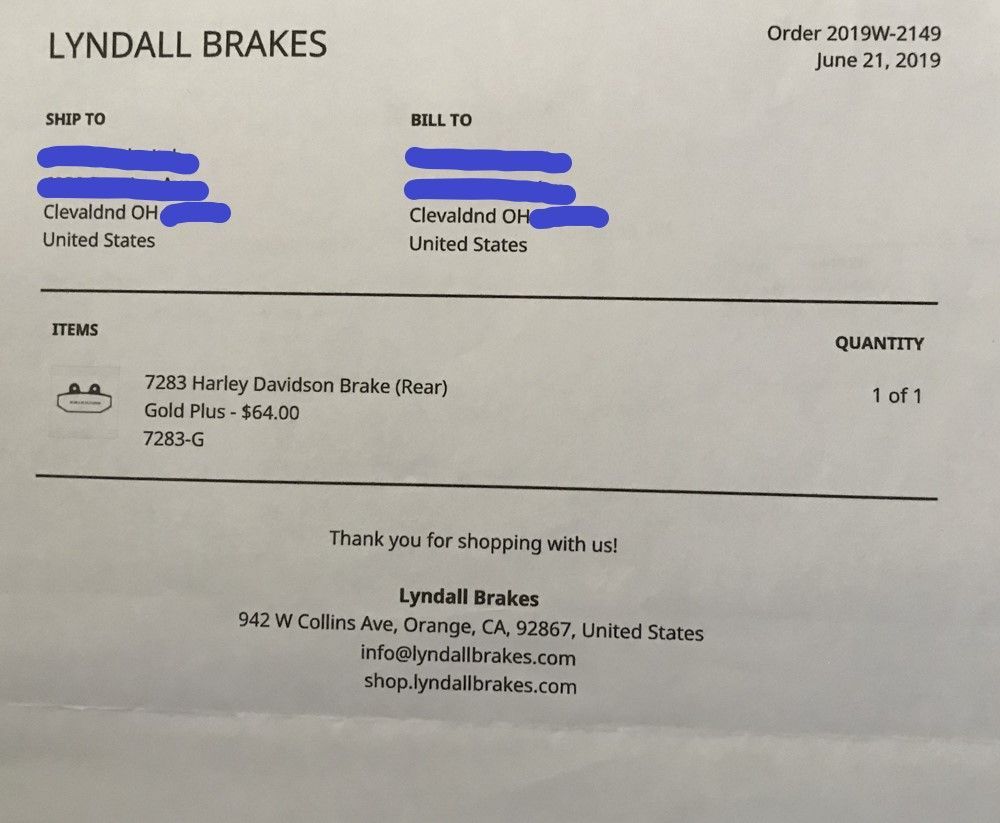 LYNDALL BRAKES
Order 2019W-2149
June 21, 2019
SHIP TO
Clevaldnd OH
United States
BILL TO
Clevaldnd OH
United States
ITEMS
QUANTITY
7283 Harley Davidson Brake (Rear)
Gold Plus - $64.00
7283-G
1 of 1
Thank you for shopping with us!
Lyndall Brakes
942 W Collins Ave, Orange, CA, 92867, United States
info@lyndallbrakes.com
shop.lyndallbrakes.com